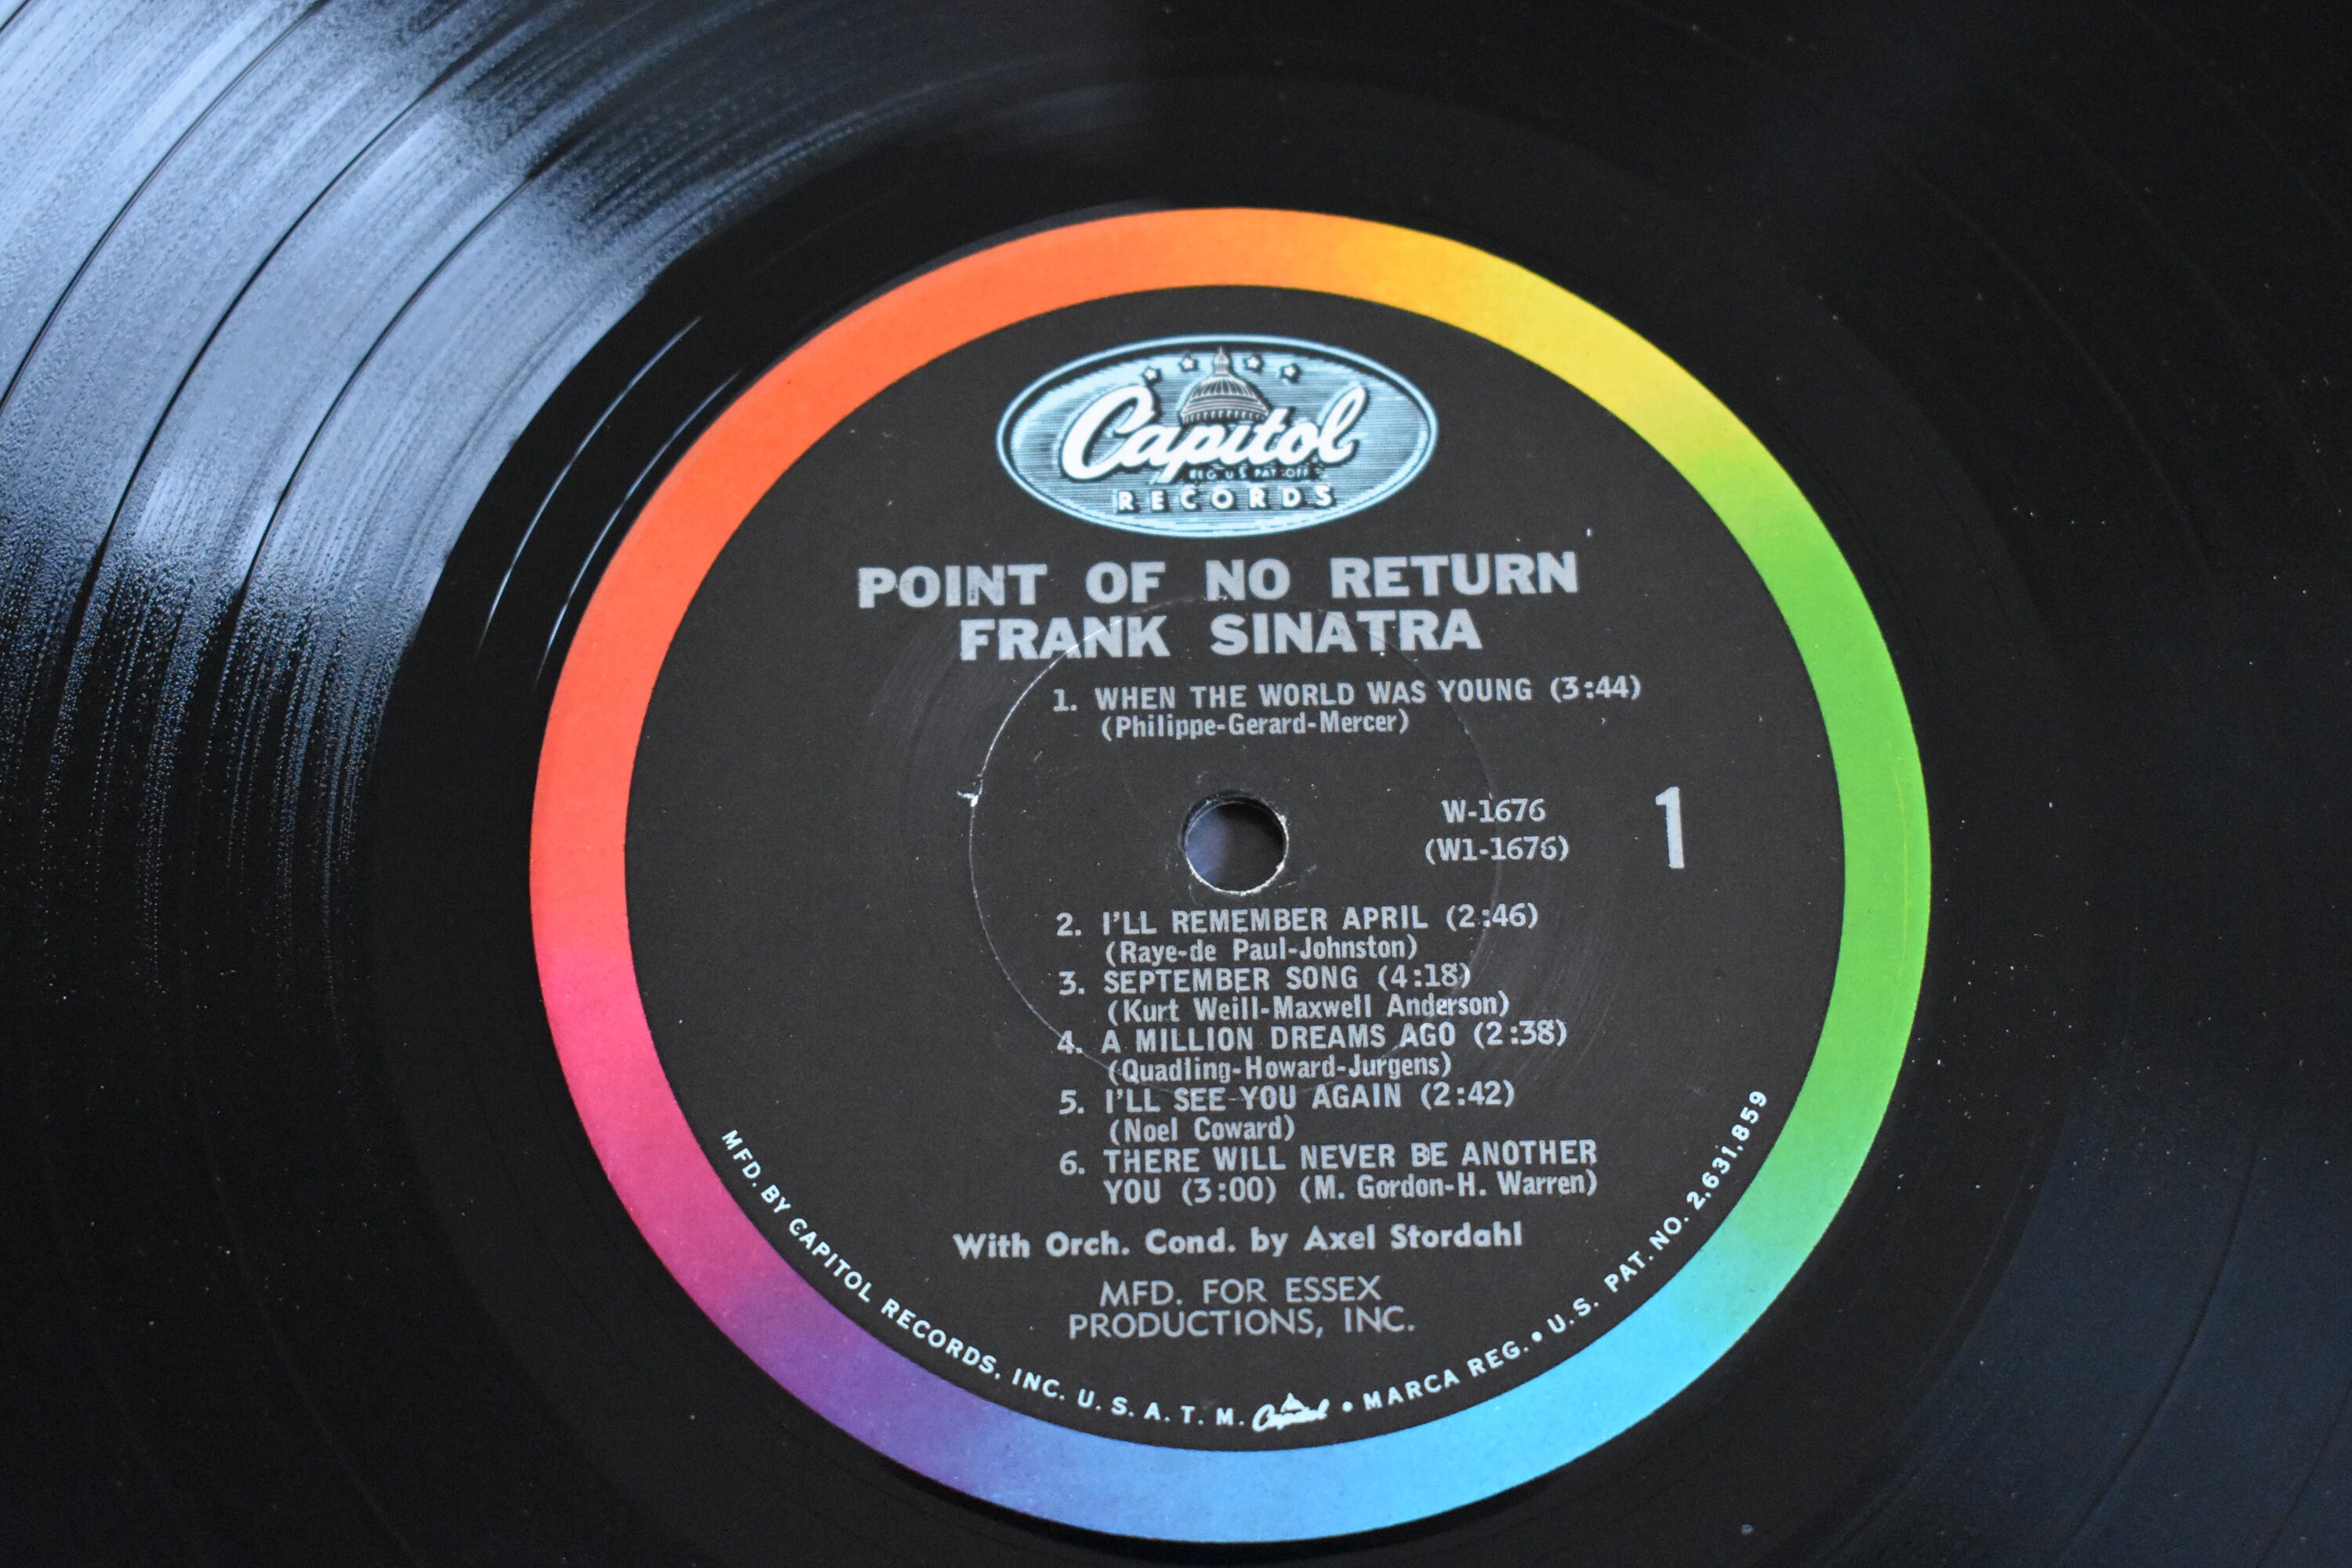 Capitol
REG. U.S. PAT. OFF.
RECORDS
POINT OF NO RETURN
FRANK SINATRA
1. WHEN THE WORLD WAS YOUNG (3:44)
(Philippe-Gerard-Mercer)
W-1676
(W1-1676)
1
2. I'LL REMEMBER APRIL (2:46)
(Raye-de Paul-Johnston)
3. SEPTEMBER SONG (4:18)
(Kurt Weill-Maxwell Anderson)
4. A MILLION DREAMS AGO (2:38)
(Quadling-Howard-Jurgens)
5. I'LL SEE YOU AGAIN (2:42)
(Noel Coward)
6. THERE WILL NEVER BE ANOTHER
YOU (3:00) (M. Gordon-H. Warren)
With Orch. Cond. by Axel Stordahl
MFD. FOR ESSEX
PRODUCTIONS, INC.
MFD. BY CAPITOL RECORDS, INC. U. S. A. T. M. Capitol • MARCA REG. • U.S. PAT. NO. 2,631,859